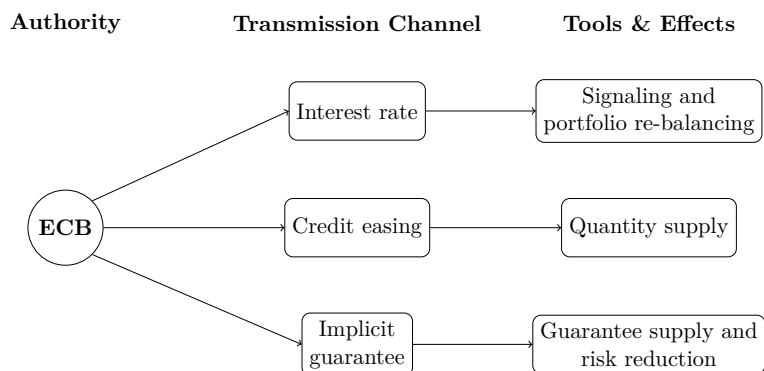 Authority
Transmission Channel
Tools & Effects
Interest rate
Signaling and
portfolio re-balancing
ECB
Credit easing
Quantity supply
Implicit
guarantee
Guarantee supply and
risk reduction